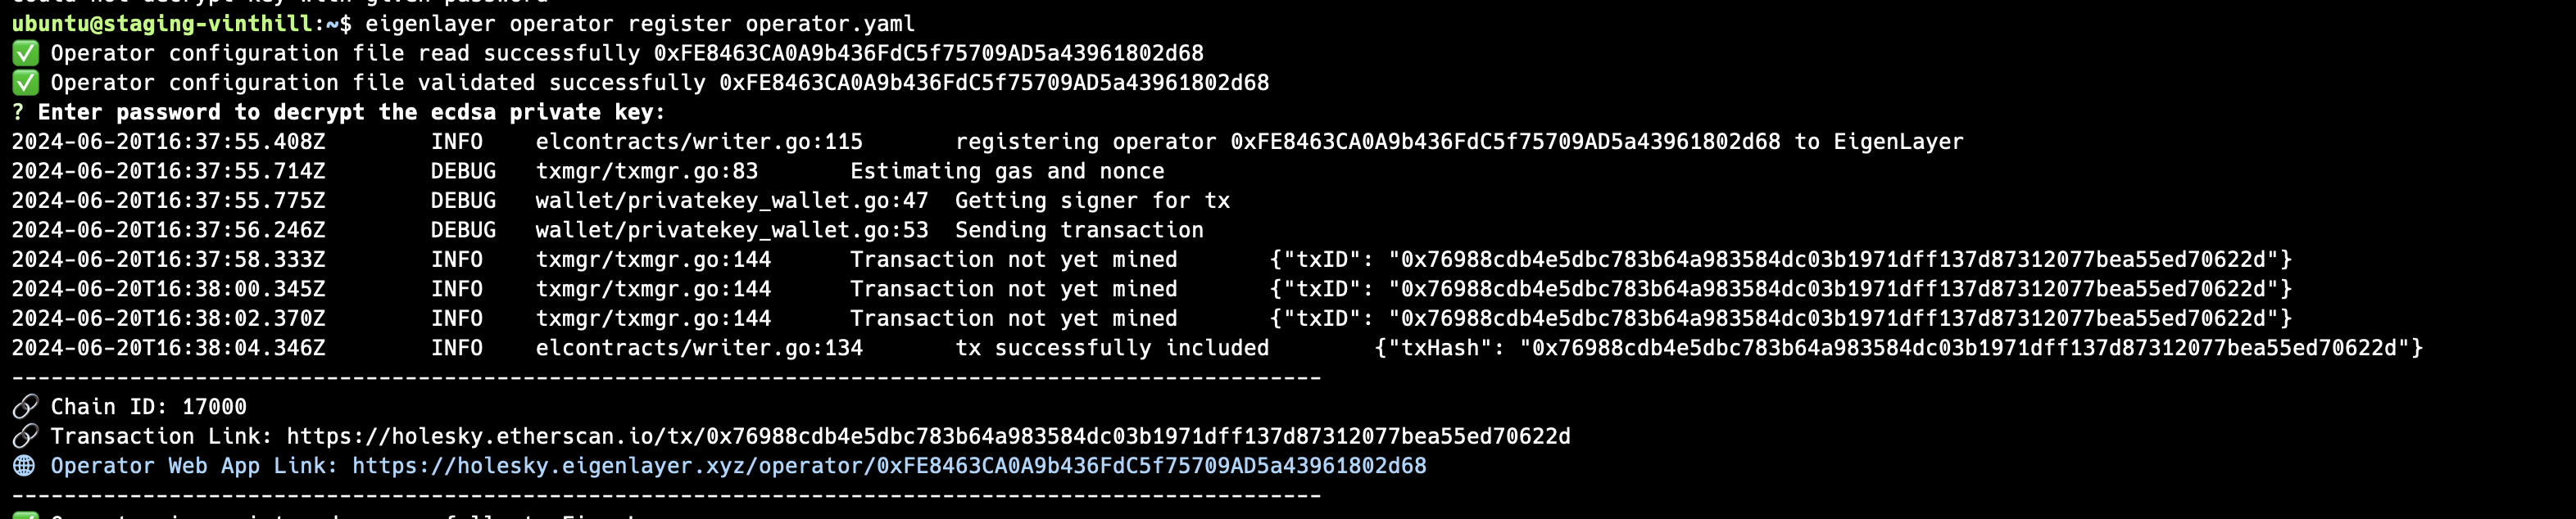 could not decrypt key with given password
ubuntu@staging-vinthill:~$ eigenlayer operator register operator.yaml
✅ Operator configuration file read successfully 0xFE8463CA0A9b436FdC5f75709AD5a43961802d68
✅ Operator configuration file validated successfully 0xFE8463CA0A9b436FdC5f75709AD5a43961802d68
? Enter password to decrypt the ecdsa private key:
2024-06-20T16:37:55.408Z INFO elcontracts/writer.go:115 registering operator 0xFE8463CA0A9b436FdC5f75709AD5a43961802d68 to EigenLayer
2024-06-20T16:37:55.714Z DEBUG txmgr/txmgr.go:83 Estimating gas and nonce
2024-06-20T16:37:55.775Z DEBUG wallet/privatekey_wallet.go:47 Getting signer for tx
2024-06-20T16:37:56.246Z DEBUG wallet/privatekey_wallet.go:53 Sending transaction
2024-06-20T16:37:58.333Z INFO txmgr/txmgr.go:144 Transaction not yet mined {"txID": "0x76988cdb4e5dbc783b64a983584dc03b1971dff137d87312077bea55ed70622d"}
2024-06-20T16:38:00.345Z INFO txmgr/txmgr.go:144 Transaction not yet mined {"txID": "0x76988cdb4e5dbc783b64a983584dc03b1971dff137d87312077bea55ed70622d"}
2024-06-20T16:38:02.370Z INFO txmgr/txmgr.go:144 Transaction not yet mined {"txID": "0x76988cdb4e5dbc783b64a983584dc03b1971dff137d87312077bea55ed70622d"}
2024-06-20T16:38:04.346Z INFO elcontracts/writer.go:134 tx successfully included {"txHash": "0x76988cdb4e5dbc783b64a983584dc03b1971dff137d87312077bea55ed70622d"}
----------------------------------------------------------------------------------------------------
🔗 Chain ID: 17000
🔗 Transaction Link: https://holesky.etherscan.io/tx/0x76988cdb4e5dbc783b64a983584dc03b1971dff137d87312077bea55ed70622d
🌐 Operator Web App Link: https://holesky.eigenlayer.xyz/operator/0xFE8463CA0A9b436FdC5f75709AD5a43961802d68
----------------------------------------------------------------------------------------------------